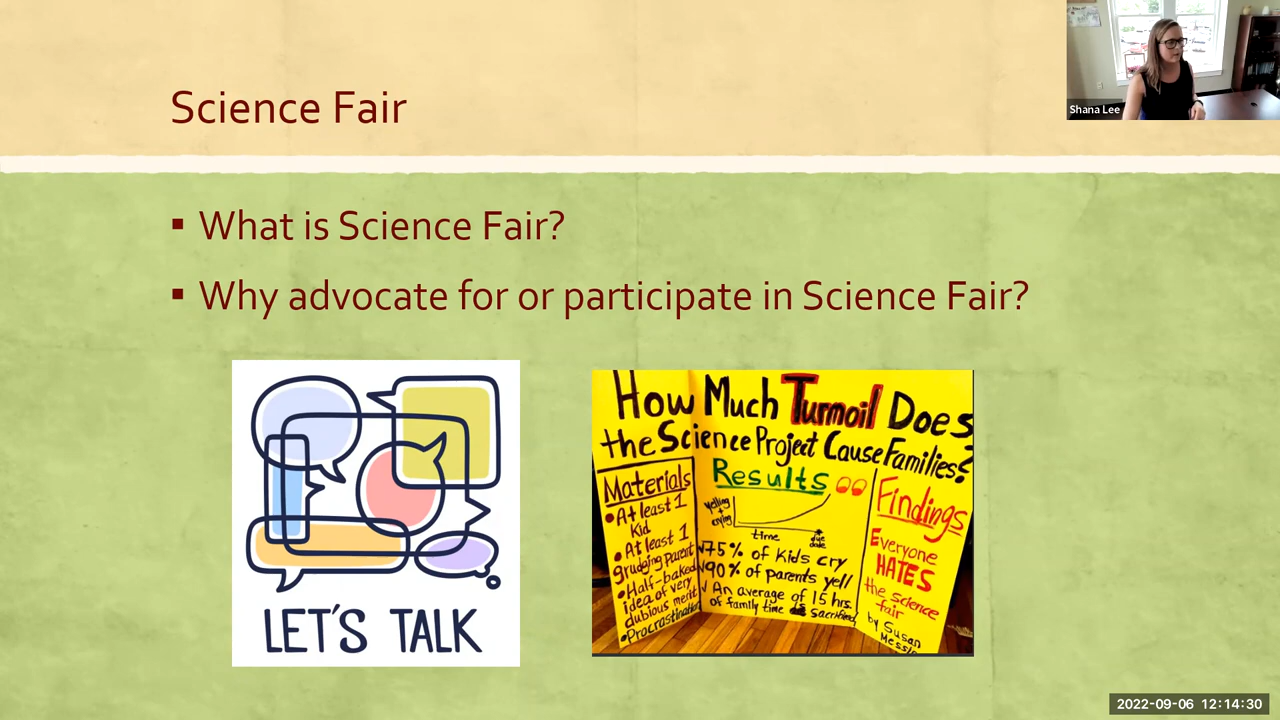 Science Fair
Shana Lee
▪ What is Science Fair?
▪ Why advocate for or participate in Science Fair?
LET'S TALK
How Much Turmoil Does
the Science Project Cause Families?
Materials
• At least 1
Kid
• At least 1
grudging parent
• Half-baked
idea of very
dubious merit
• Procrastination
Results
yelling
+
crying
time
due
date
√75% of Kids cry
√90% of parents yell
√ An average of 15 hrs.
of family time is sacrificed
Findings
Everyone
HATES
the science
fair
by Susan
2022-09-06 12:14:30